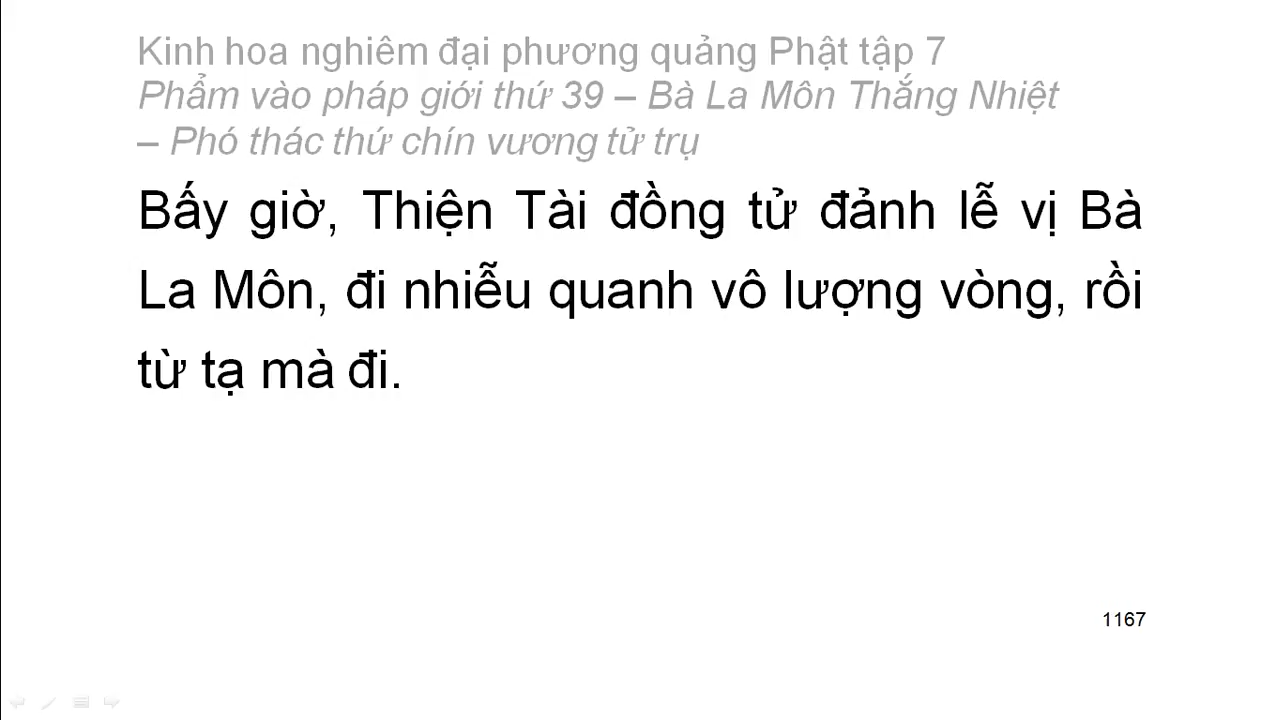 Kinh hoa nghiêm đại phương quảng Phật tập 7
Phẩm vào pháp giới thứ 39 – Bà La Môn Thắng Nhiệt
– Phó thác thứ chín vương tử trụ
Bấy giờ, Thiện Tài đồng tử đảnh lễ vị Bà
La Môn, đi nhiễu quanh vô lượng vòng, rồi
từ tạ mà đi.
1167